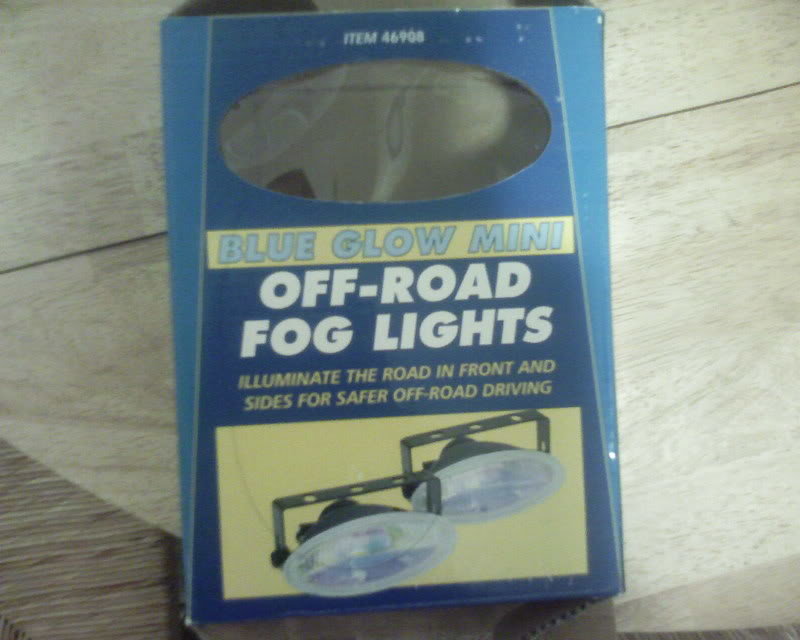 ITEM 46908
BLUE GLOW MINI
OFF-ROAD
FOG LIGHTS
ILLUMINATE THE ROAD IN FRONT AND
SIDES FOR SAFER OFF-ROAD DRIVING